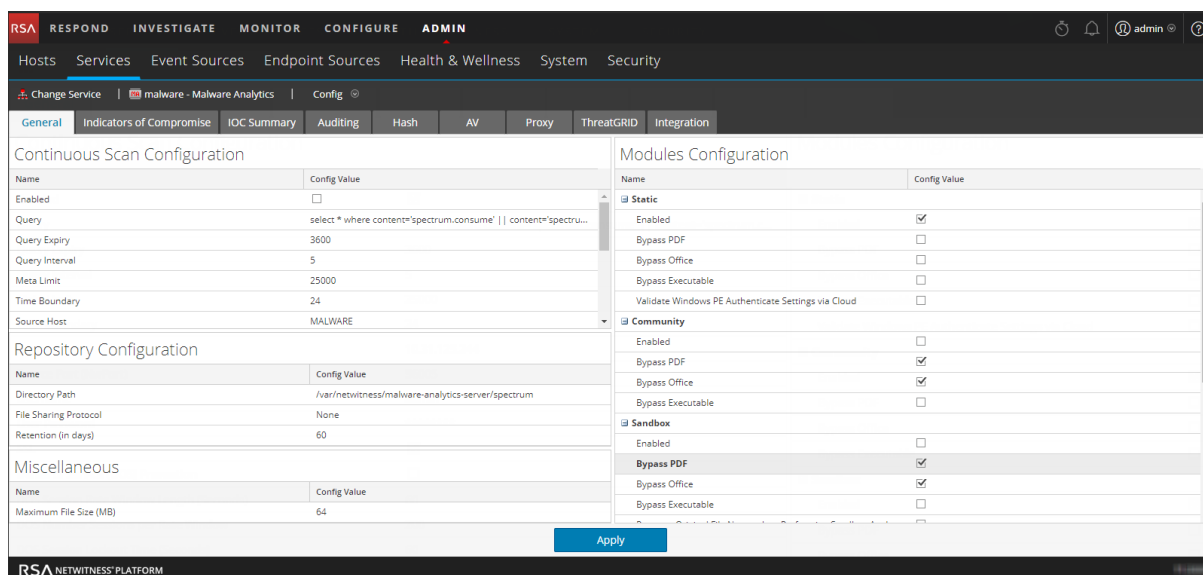 RSA RESPOND INVESTIGATE MONITOR CONFIGURE ADMIN admin
Hosts Services Event Sources Endpoint Sources Health & Wellness System Security
Change Service | malware - Malware Analytics | Config
General Indicators of Compromise IOC Summary Auditing Hash AV Proxy ThreatGRID Integration
Continuous Scan Configuration
Name Config Value
Enabled
Query select * where content='spectrum.consume' || content='spectru...
Query Expiry 3600
Query Interval 5
Meta Limit 25000
Time Boundary 24
Source Host MALWARE
Repository Configuration
Name Config Value
Directory Path /var/netwitness/malware-analytics-server/spectrum
File Sharing Protocol None
Retention (in days) 60
Miscellaneous
Name Config Value
Maximum File Size (MB) 64
Modules Configuration
Name Config Value
Static
Enabled
Bypass PDF
Bypass Office
Bypass Executable
Validate Windows PE Authenticate Settings via Cloud
Community
Enabled
Bypass PDF
Bypass Office
Bypass Executable
Sandbox
Enabled
Bypass PDF
Bypass Office
Bypass Executable
Apply
RSA NETWITNESS® PLATFORM